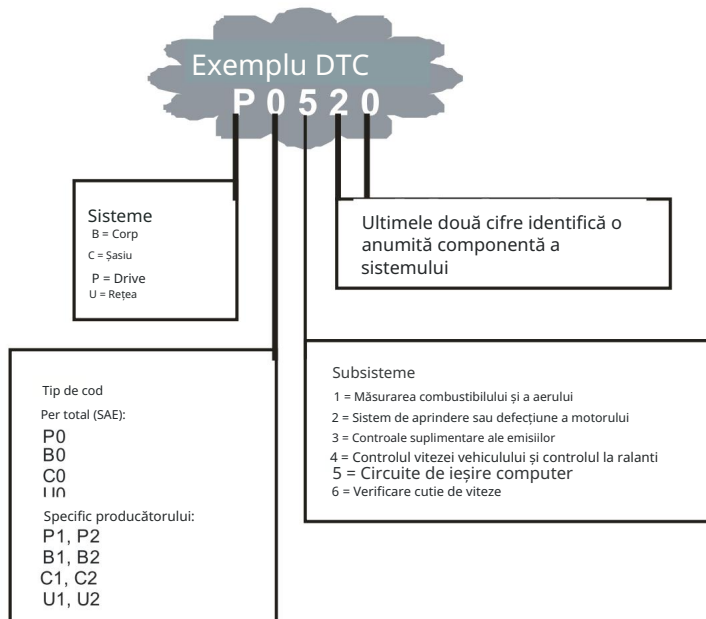 Exemplu DTC
P 0 5 2 0
Sisteme
B = Corp
C = Șasiu
P = Drive
U = Rețea
Ultimele două cifre identifică o
anumită componentă a
sistemului
Tip de cod
Per total (SAE):
P0
B0
C0
U0
Specific producătorului:
P1, P2
B1, B2
C1, C2
U1, U2
Subsisteme
1 = Măsurarea combustibilului și a aerului
2 = Sistem de aprindere sau defecțiune a motorului
3 = Controale suplimentare ale emisiilor
4 = Controlul vitezei vehiculului și controlul la ralanti
5 = Circuite de ieșire computer
6 = Verificare cutie de viteze